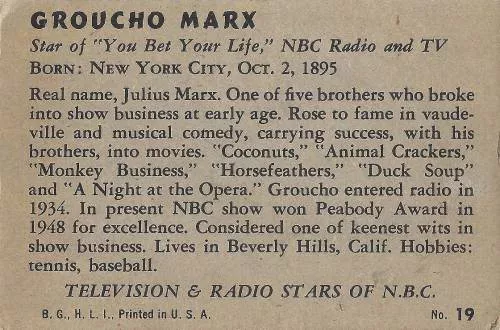 GROUCHO MARX
Star of "You Bet Your Life," NBC Radio and TV
BORN: NEW YORK CITY, OCT. 2, 1895
Real name, Julius Marx. One of five brothers who broke
into show business at early age. Rose to fame in vaude-
ville and musical comedy, carrying success, with his
brothers, into movies. "Coconuts," "Animal Crackers,"
"Monkey Business," "Horsefeathers," "Duck Soup"
and "A Night at the Opera." Groucho entered radio in
1934. In present NBC show won Peabody Award in
1948 for excellence. Considered one of keenest wits in
show business. Lives in Beverly Hills, Calif. Hobbies:
tennis, baseball.
TELEVISION & RADIO STARS OF N.B.C.
B. G., H. L. I., Printed in U. S. A. No. 19